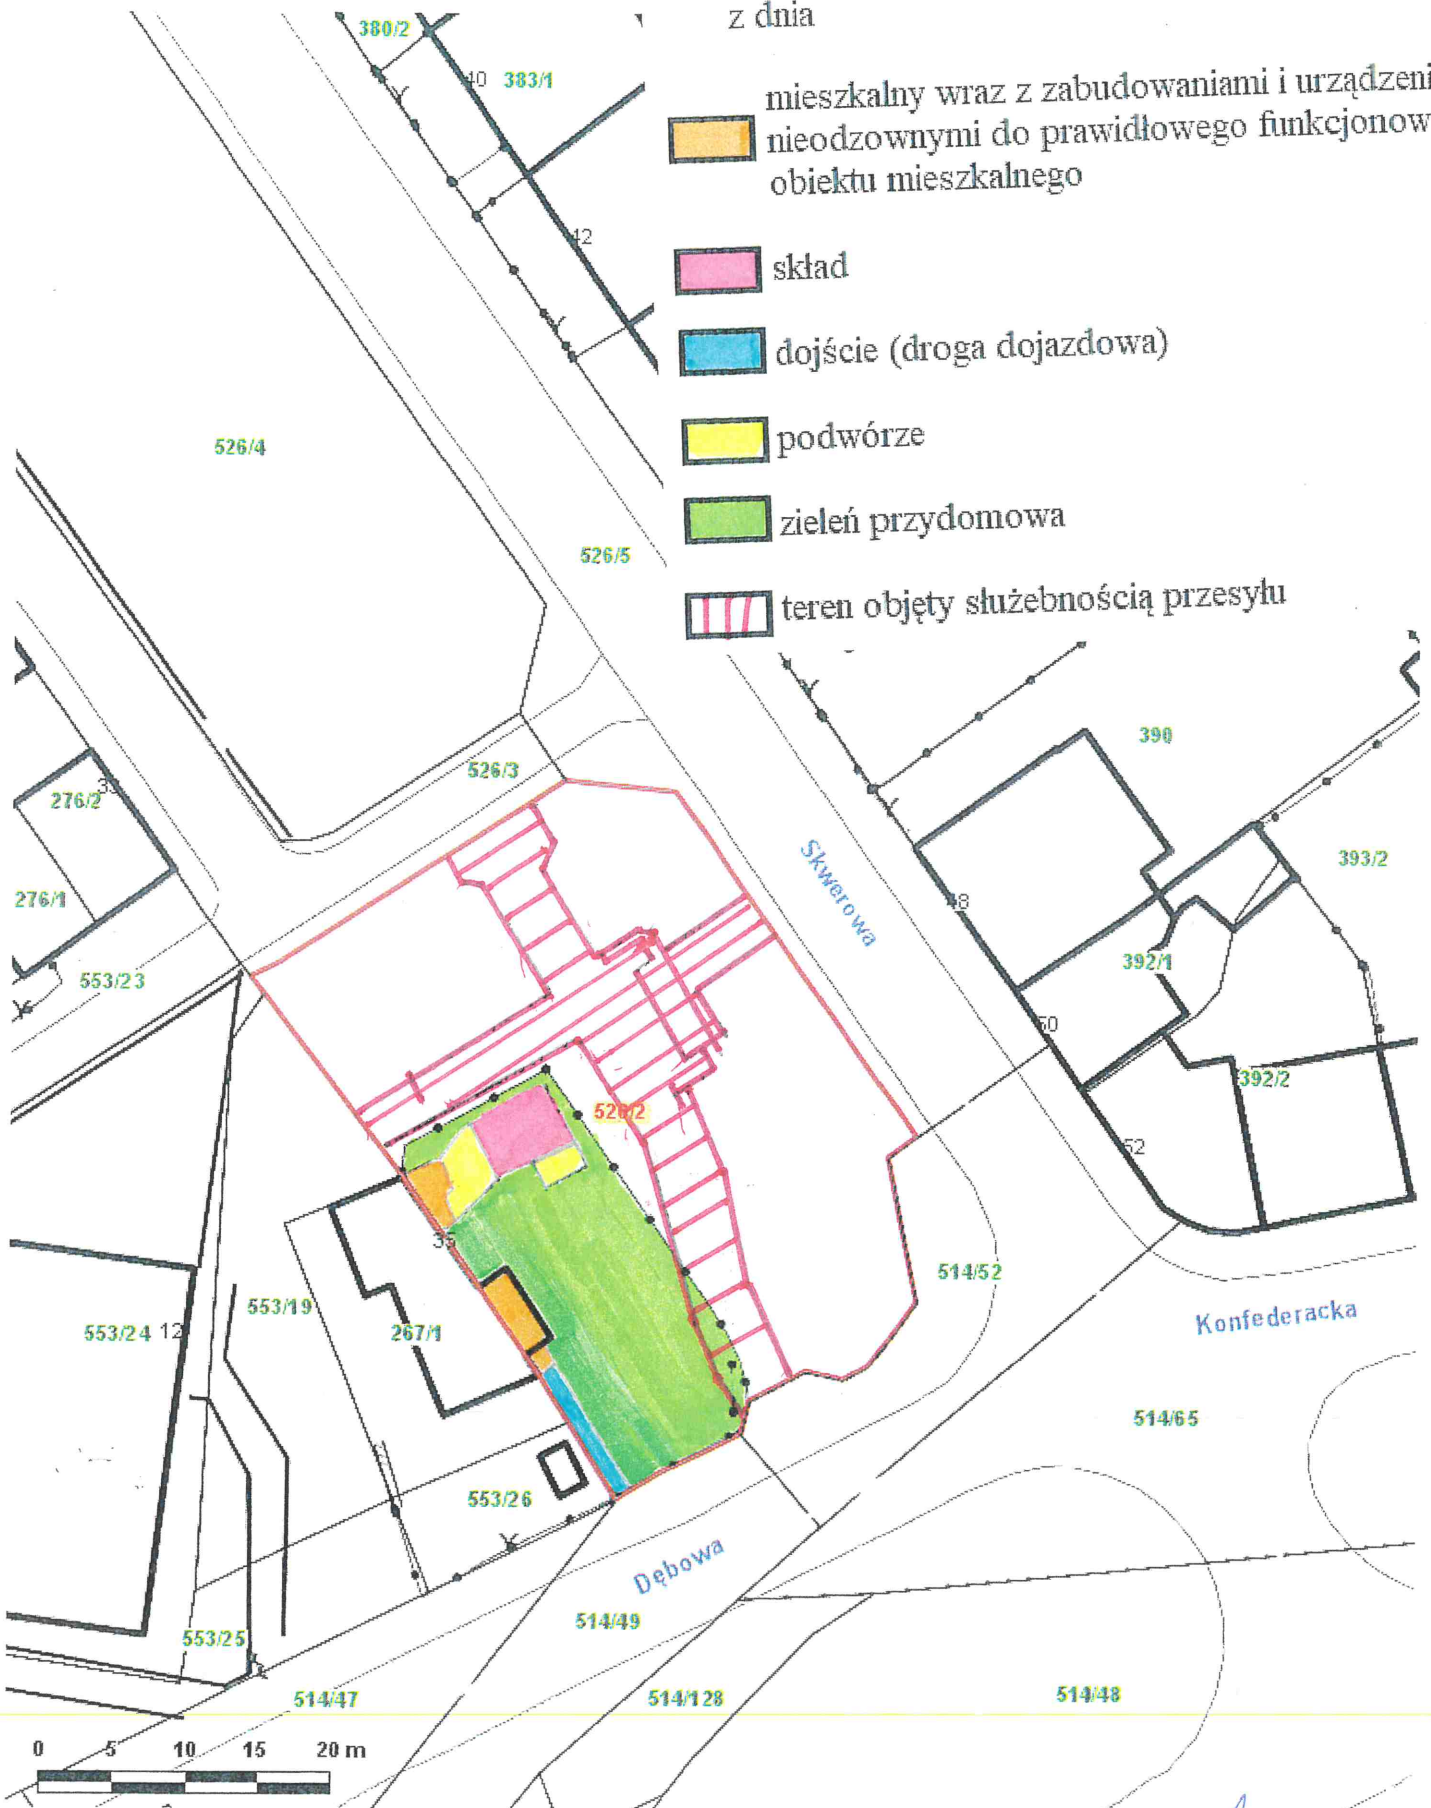 z dnia
380/2
40
383/1
mieszkalny wraz z zabudowaniami i urządzeni
nieodzownymi do prawidłowego funkcjonow
obiektu mieszkalnego
42
skład
dojście (droga dojazdowa)
526/4
podwórze
zieleń przydomowa
526/5
teren objęty służebnością przesyłu
390
526/3
276/2
Skwerowa
393/2
276/1
48
392/1
553/23
50
392/2
526/2
52
514/52
553/19
Konfederacka
553/24
12
267/1
514/65
553/26
Dębowa
514/49
553/25
514/47
514/128
514/48
0 5 10 15 20 m